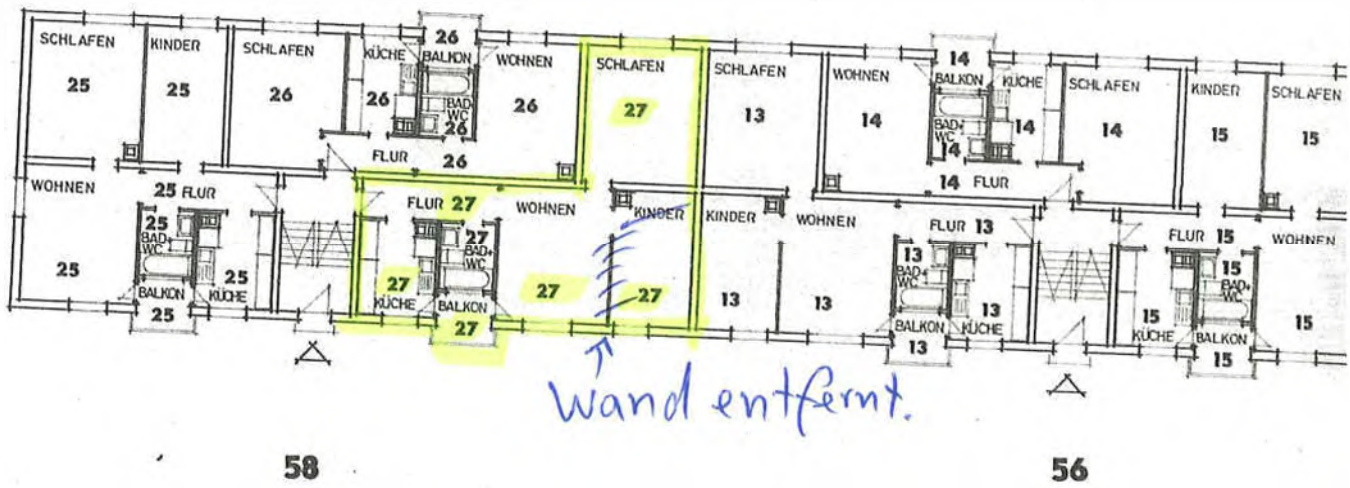 26
14
SCHLAFEN
KINDER
SCHLAFEN
KÜCHE
BALKON
WOHNEN
SCHLAFEN
SCHLAFEN
WOHNEN
BALKON
KÜCHE
SCHLAFEN
KINDER
SCHLAFEN
25
25
26
26
BAD+
WC
26
26
27
13
14
BAD+
WC
14
14
14
15
15
FLUR
26
14
FLUR
WOHNEN
25
FLUR
FLUR
27
WOHNEN
KINDER
KINDER
WOHNEN
FLUR
13
FLUR
15
WOHNEN
25
BAD+
WC
27
BAD+
WC
13
BAD+
WC
15
BAD+
WC
25
25
27
27
27
13
13
13
15
15
BALKON
KÜCHE
KÜCHE
BALKON
BALKON
KÜCHE
KÜCHE
BALKON
25
27
13
15
Wand entfernt.
58
56